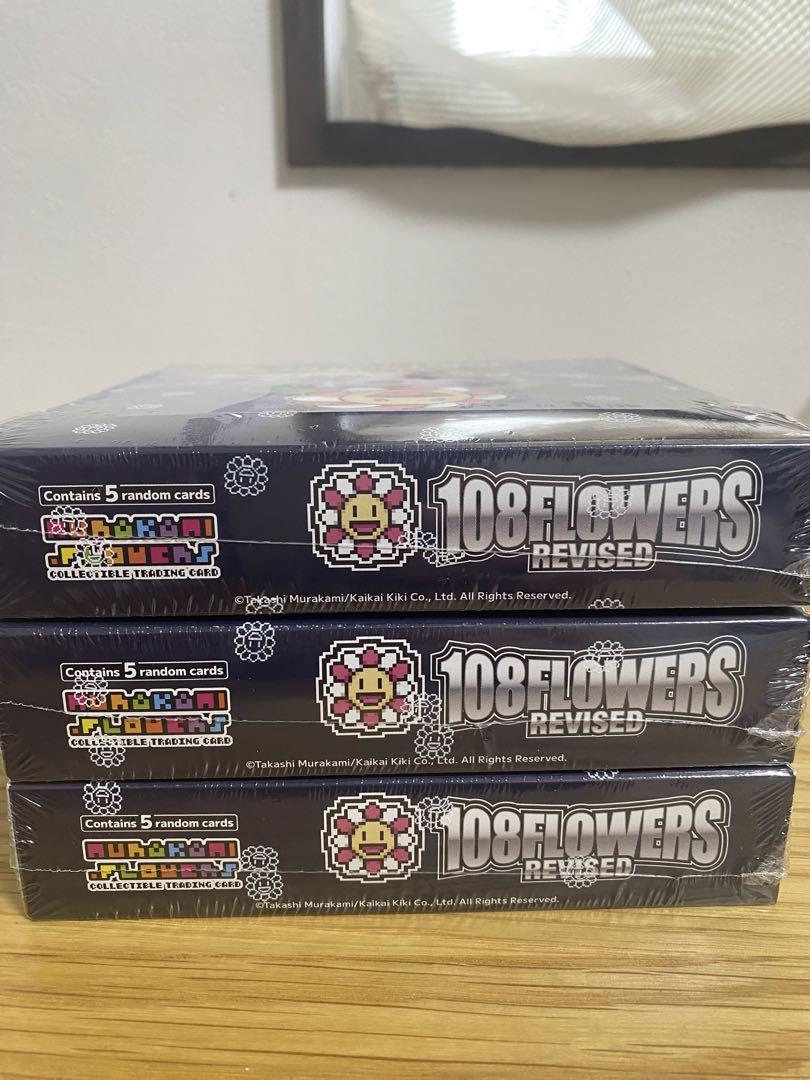 Contains 5 random cards
MURAKAMI
.FLOWERS
COLLECTIBLE TRADING CARD
108FLOWERS
REVISED
©Takashi Murakami/Kaikai Kiki Co., Ltd. All Rights Reserved.
Contains 5 random cards
MURAKAMI
.FLOWERS
COLLECTIBLE TRADING CARD
108FLOWERS
REVISED
©Takashi Murakami/Kaikai Kiki Co., Ltd. All Rights Reserved.
Contains 5 random cards
MURAKAMI
.FLOWERS
COLLECTIBLE TRADING CARD
108FLOWERS
REVISED
©Takashi Murakami/Kaikai Kiki Co., Ltd. All Rights Reserved.